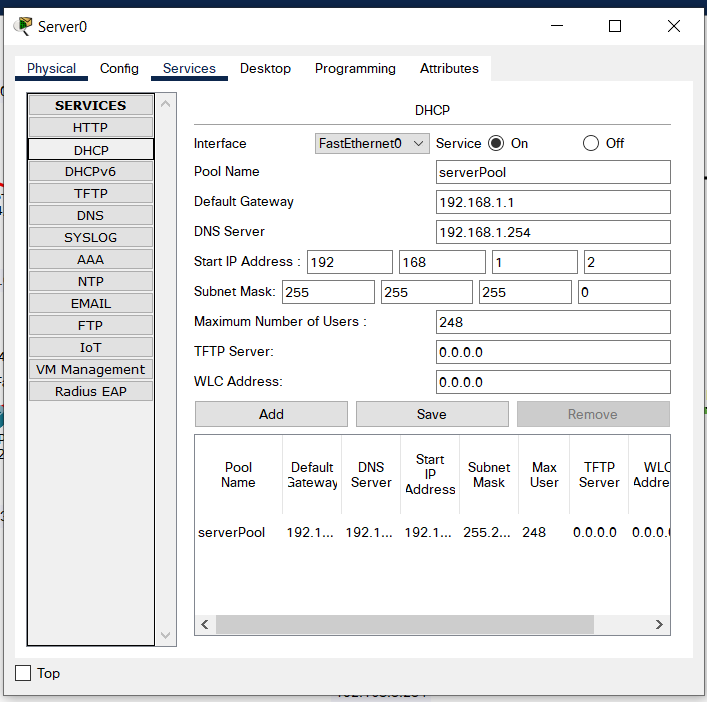 Server0
Physical Config Services Desktop Programming Attributes
SERVICES
HTTP
DHCP
DHCPv6
TFTP
DNS
SYSLOG
AAA
NTP
EMAIL
FTP
IoT
VM Management
Radius EAP
DHCP
Interface FastEthernet0 Service On Off
Pool Name serverPool
Default Gateway 192.168.1.1
DNS Server 192.168.1.254
Start IP Address : 192 168 1 2
Subnet Mask: 255 255 255 0
Maximum Number of Users : 248
TFTP Server: 0.0.0.0
WLC Address: 0.0.0.0
Add Save Remove
Pool Name Default Gateway DNS Server Start IP Address Subnet Mask Max User TFTP Server WLC Addre
serverPool 192.1... 192.1... 192.1... 255.2... 248 0.0.0.0 0.0.0.
Top